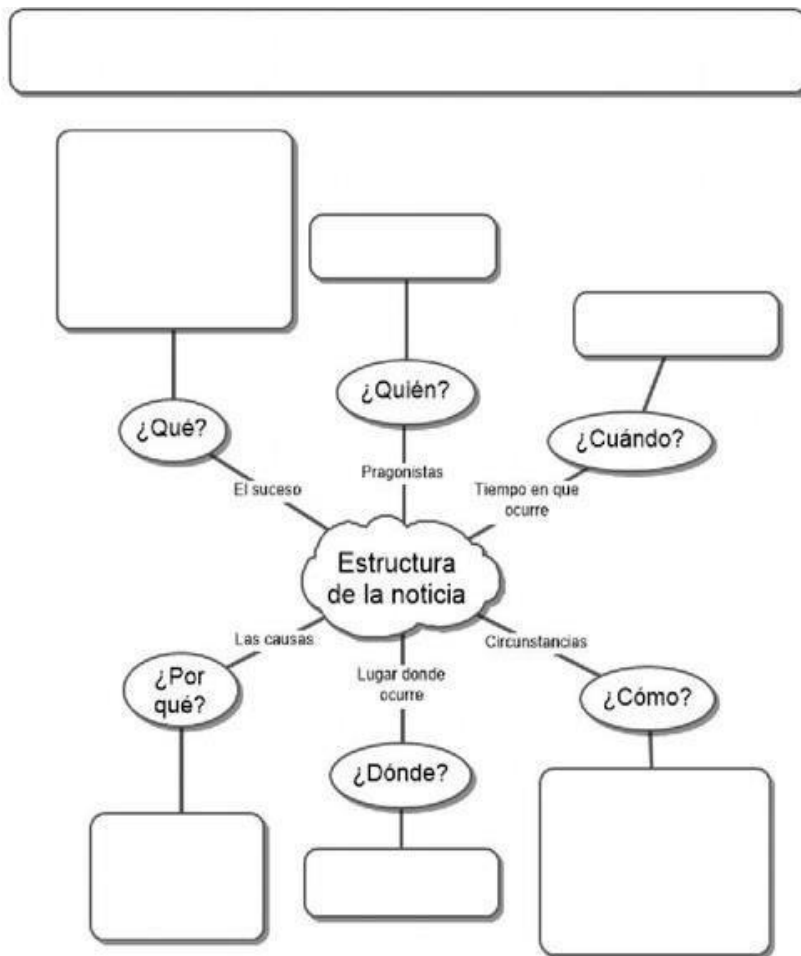 ¿Quién?
¿Qué?
¿Cuándo?
Pragonistas
El suceso
Tiempo en que
ocurre
Estructura
de la noticia
Las causas
Lugar donde
ocurre
Circunstancias
¿Por
qué?
¿Cómo?
¿Dónde?